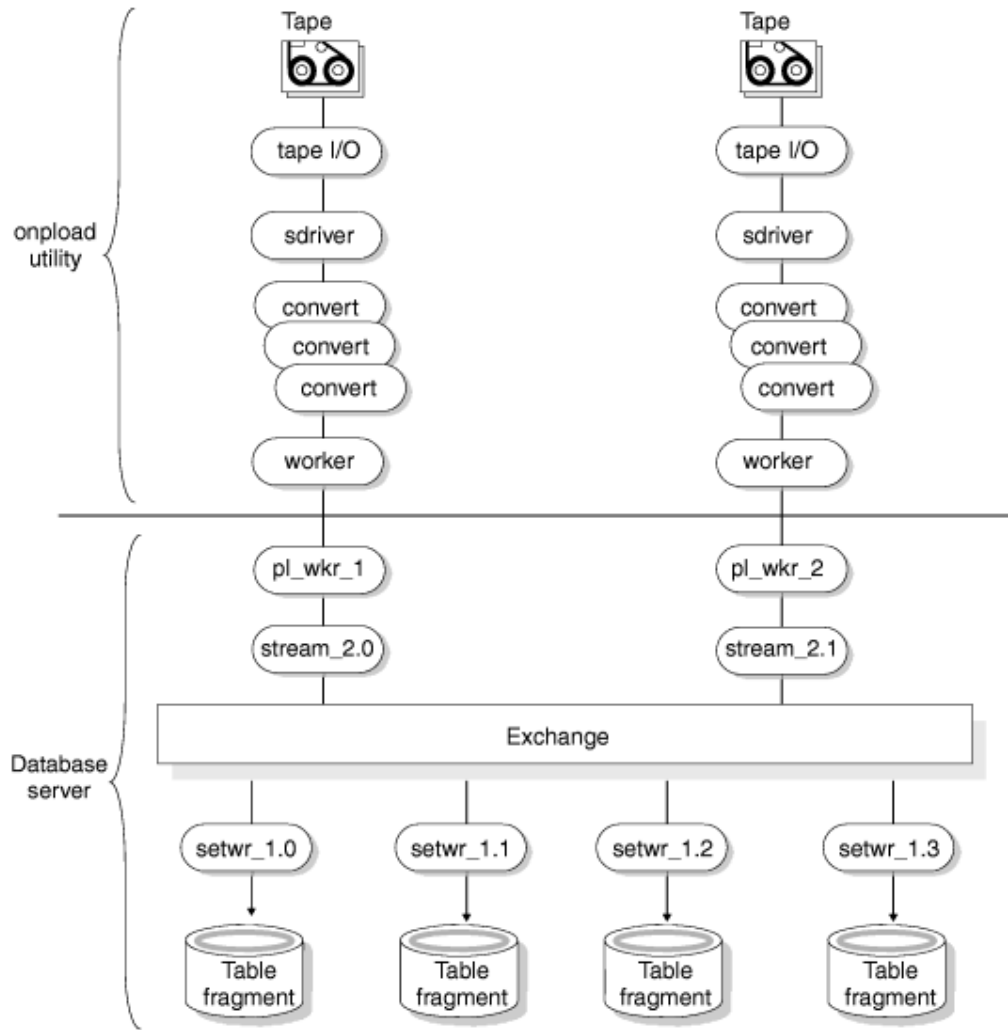 Tape
Tape
tape I/O
tape I/O
sdriver
sdriver
onpload
utility
convert
convert
convert
convert
convert
convert
worker
worker
pl_wkr_1
pl_wkr_2
stream_2.0
stream_2.1
Exchange
Database
server
setwr_1.0
setwr_1.1
setwr_1.2
setwr_1.3
Table
fragment
Table
fragment
Table
fragment
Table
fragment